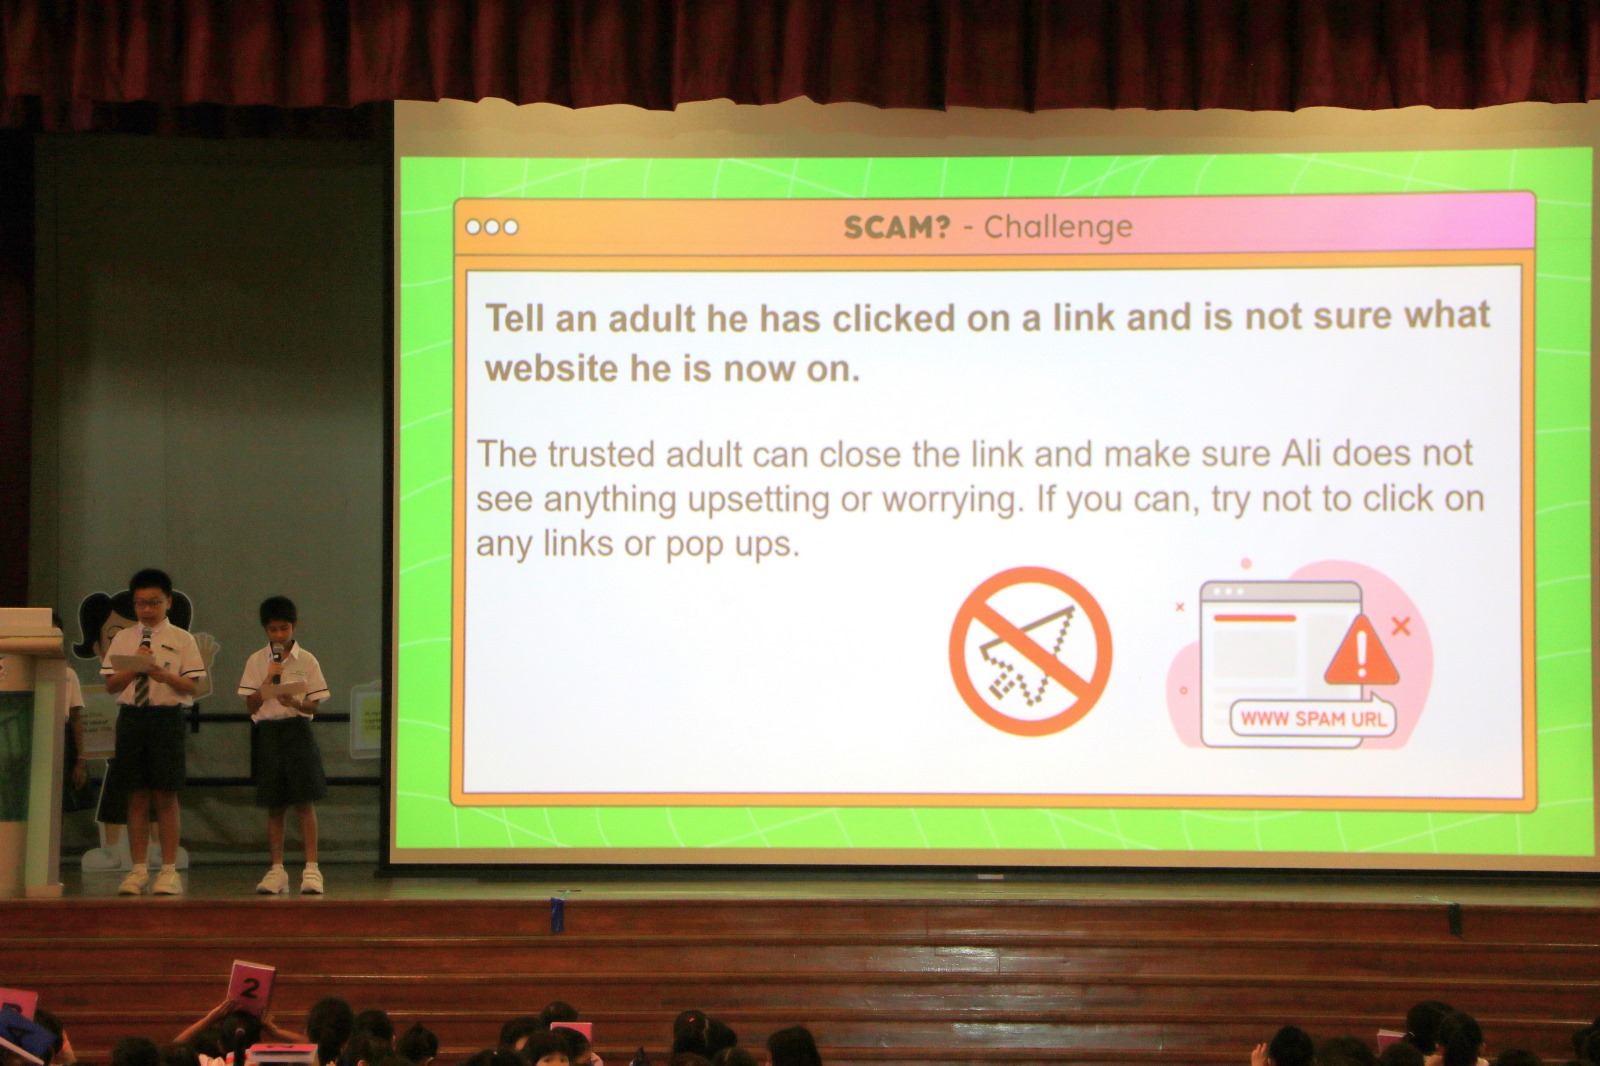 SCAM? - Challenge
Tell an adult he has clicked on a link and is not sure what
website he is now on.
The trusted adult can close the link and make sure Ali does not
see anything upsetting or worrying. If you can, try not to click on
any links or pop ups.
WWW SPAM URL
2